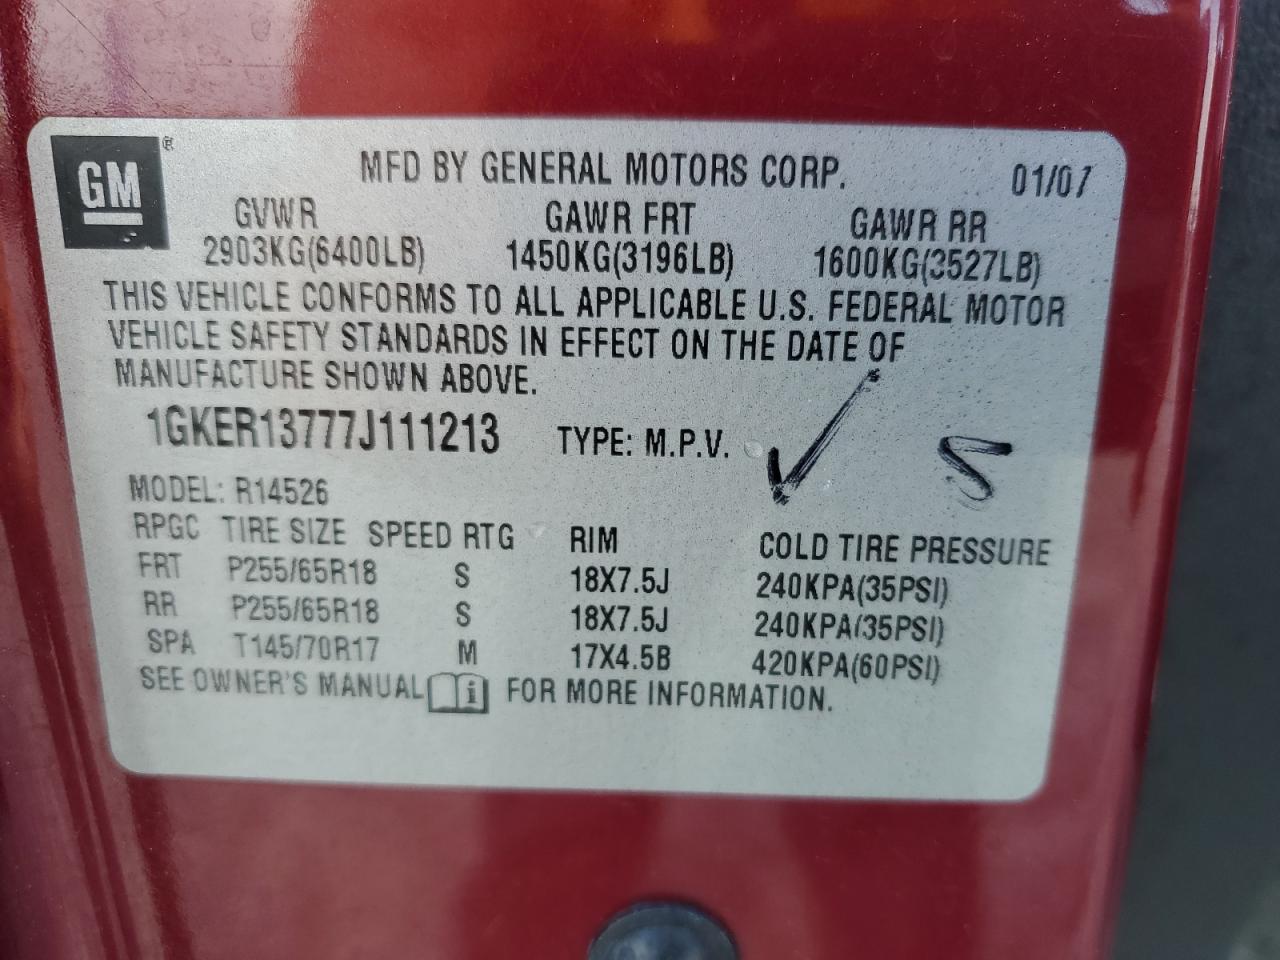 GM® MFD BY GENERAL MOTORS CORP. 01/07
GVWR GAWR FRT GAWR RR
2903KG(6400LB) 1450KG(3196LB) 1600KG(3527LB)
THIS VEHICLE CONFORMS TO ALL APPLICABLE U.S. FEDERAL MOTOR
VEHICLE SAFETY STANDARDS IN EFFECT ON THE DATE OF
MANUFACTURE SHOWN ABOVE.
1GKER13777J111213 TYPE: M.P.V. ✓ S
MODEL: R14526
RPGC TIRE SIZE SPEED RTG RIM COLD TIRE PRESSURE
FRT P255/65R18 S 18X7.5J 240KPA(35PSI)
RR P255/65R18 S 18X7.5J 240KPA(35PSI)
SPA T145/70R17 M 17X4.5B 420KPA(60PSI)
SEE OWNER'S MANUAL i FOR MORE INFORMATION.